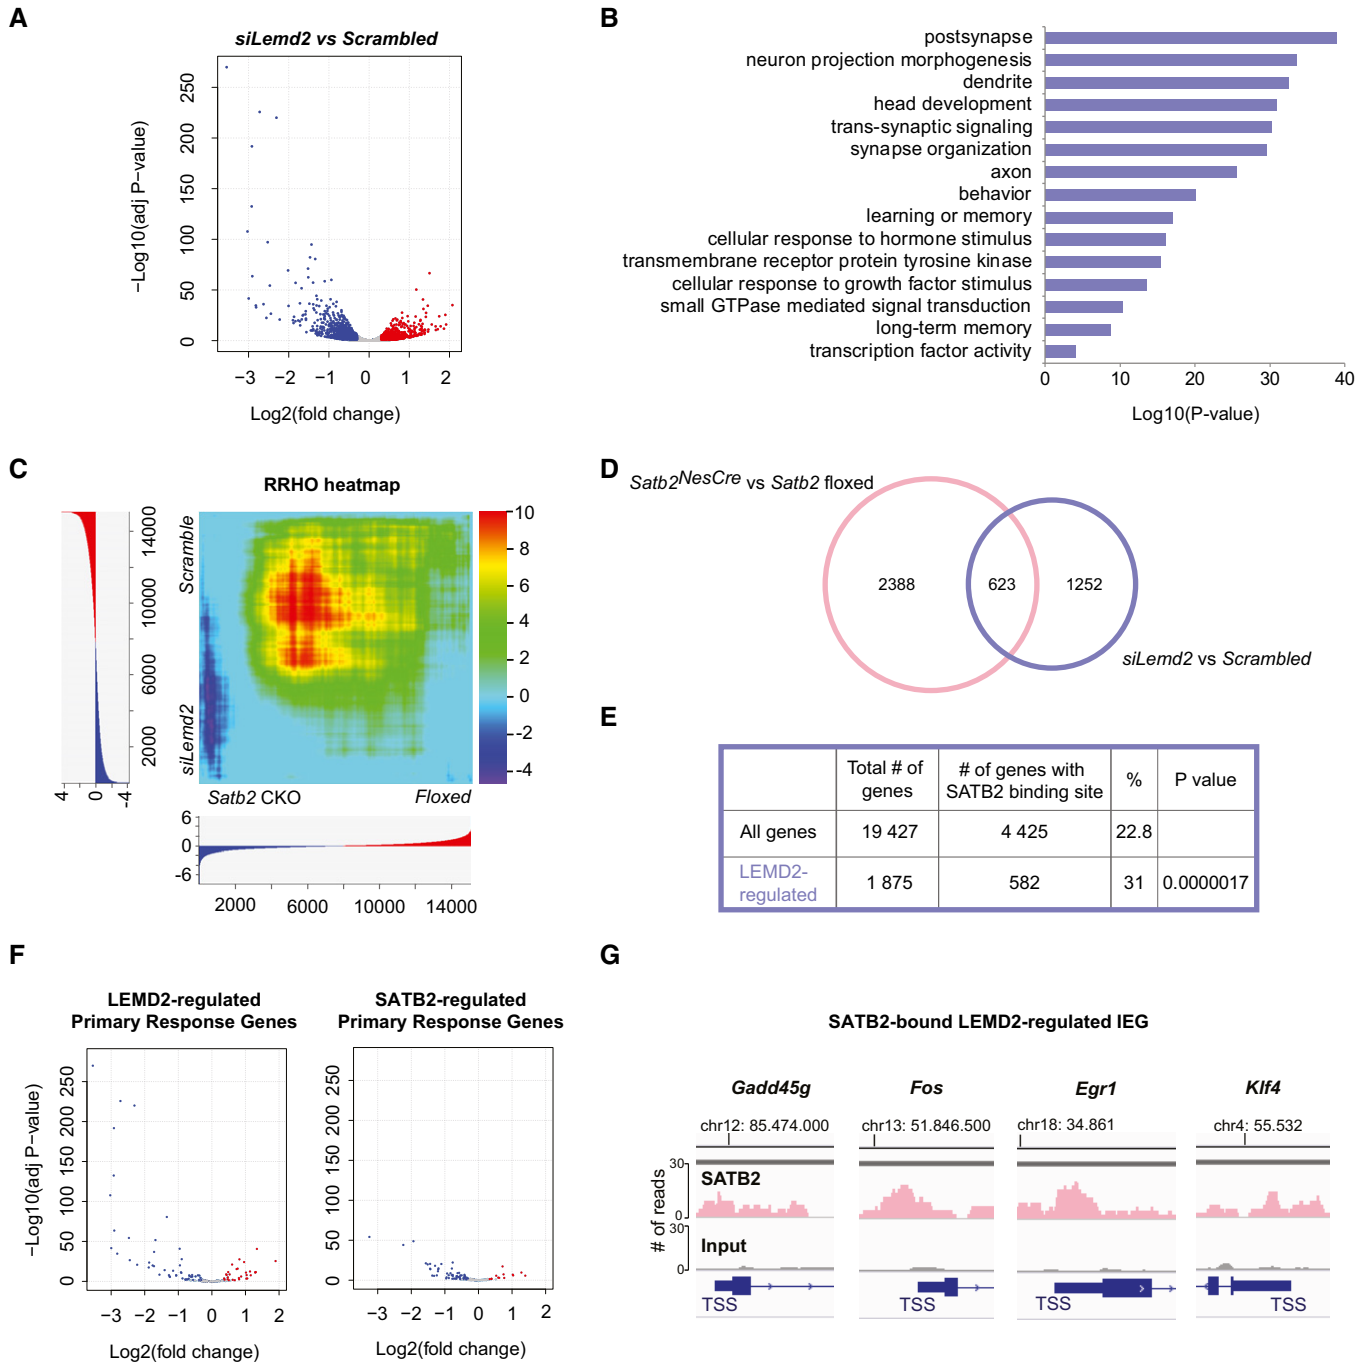 A
siLemd2 vs Scrambled
−Log10(adj P−value)
250
200
150
100
50
0
−3 −2 −1 0 1 2
Log2(fold change)
B
postsynapse
neuron projection morphogenesis
dendrite
head development
trans-synaptic signaling
synapse organization
axon
behavior
learning or memory
cellular response to hormone stimulus
transmembrane receptor protein tyrosine kinase
cellular response to growth factor stimulus
small GTPase mediated signal transduction
long-term memory
transcription factor activity
0 10 20 30 40
Log10(P-value)
C
RRHO heatmap
4 0 -4
14000
10000
6000
2000
Scramble
siLemd2
10
8
6
4
2
0
-2
-4
Satb2 CKO Floxed
6
0
-6
2000 6000 10000 14000
D
Satb2NesCre vs Satb2 floxed
2388 623 1252
siLemd2 vs Scrambled
E
Total # of genes
# of genes with SATB2 binding site
%
P value
All genes 19 427 4 425 22.8
LEMD2-regulated 1 875 582 31 0.0000017
F
LEMD2-regulated
Primary Response Genes
−Log10(adj P−value)
250
200
150
100
50
0
−3 −2 −1 0 1 2
Log2(fold change)
SATB2-regulated
Primary Response Genes
250
200
150
100
50
0
−3 −2 −1 0 1 2
Log2(fold change)
G
SATB2-bound LEMD2-regulated IEG
Gadd45g Fos Egr1 Klf4
chr12: 85.474.000 chr13: 51.846.500 chr18: 34.861 chr4: 55.532
# of reads
30
SATB2
0
30
Input
0
TSS TSS TSS TSS